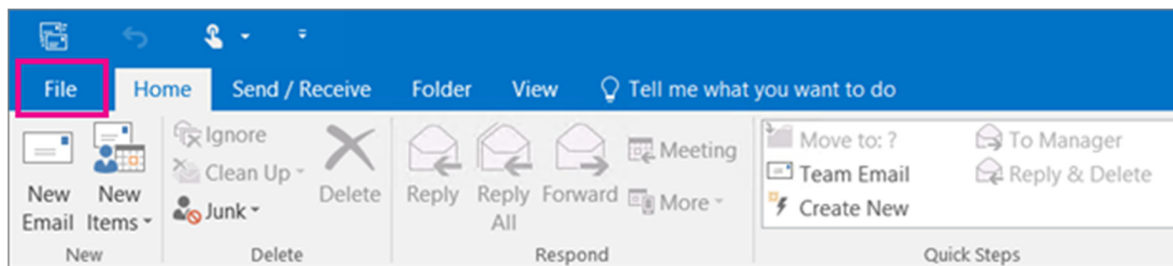 File Home Send / Receive Folder View Tell me what you want to do
Ignore Meeting Move to: ? To Manager
Clean Up Team Email Reply & Delete
New New Delete Reply Reply Forward More Create New
Email Items Junk All
New Delete Respond Quick Steps